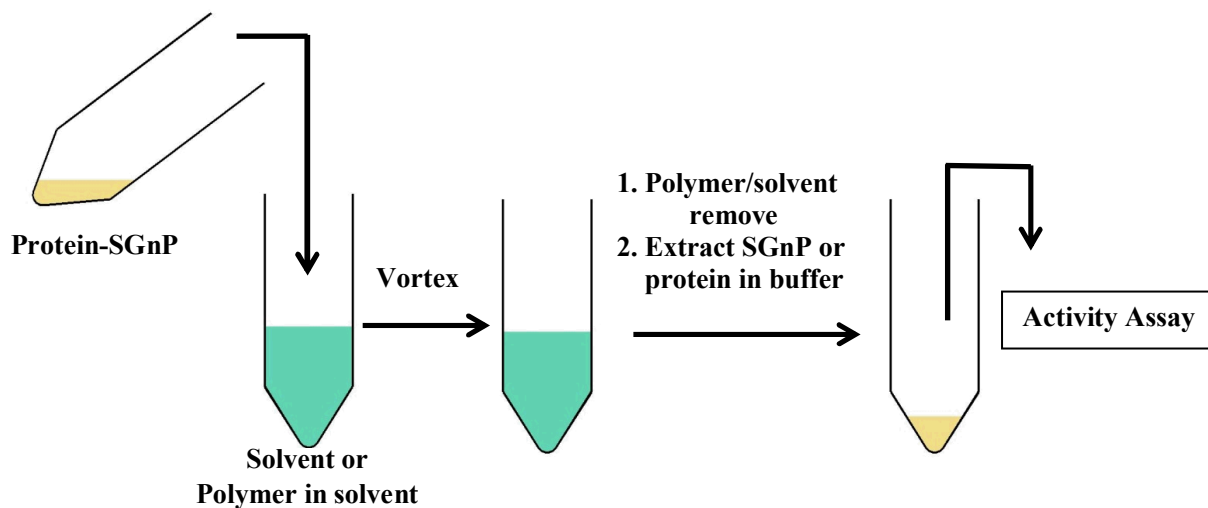 Protein-SGnP
Solvent or
Polymer in solvent
Vortex
1. Polymer/solvent
remove
2. Extract SGnP or
protein in buffer
Activity Assay